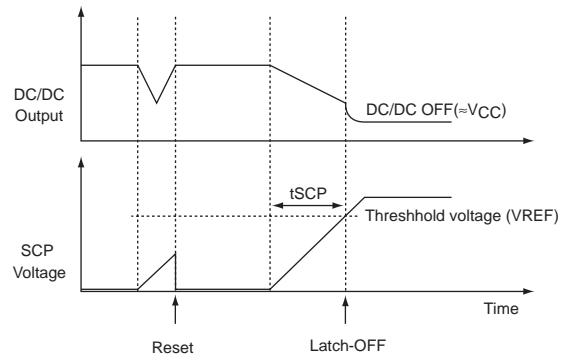 DC/DC
Output
DC/DC OFF(≈VCC)
tSCP
Threshhold voltage (VREF)
SCP
Voltage
Time
Reset
Latch-OFF